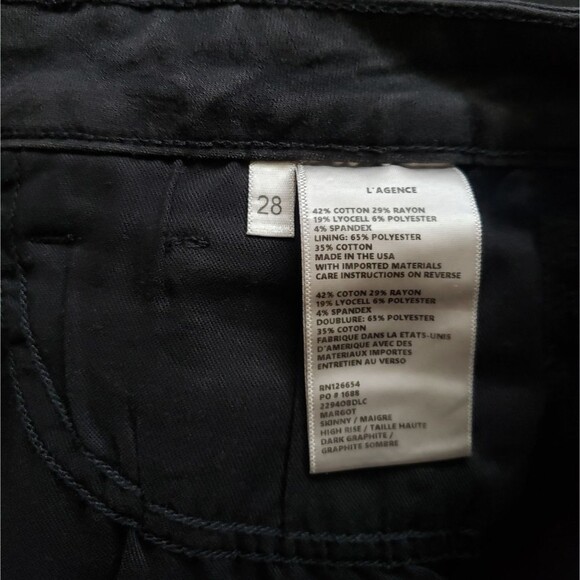 28
L'AGENCE
42% COTTON 29% RAYON
19% LYOCELL 6% POLYESTER
4% SPANDEX
LINING: 65% POLYESTER
35% COTTON
MADE IN THE USA
WITH IMPORTED MATERIALS
CARE INSTRUCTIONS ON REVERSE
42% COTON 29% RAYON
19% LYOCELL 6% POLYESTER
4% SPANDEX
DOUBLURE: 65% POLYESTER
35% COTON
FABRIQUE DANS LA ETATS-UNIS
D'AMERIQUE AVEC DES
MATERIAUX IMPORTES
ENTRETIEN AU VERSO
RN126654
PO # 1688
2294OBDLC
MARGOT
SKINNY / MAIGRE
HIGH RISE / TAILLE HAUTE
DARK GRAPHITE /
GRAPHITE SOMBRE